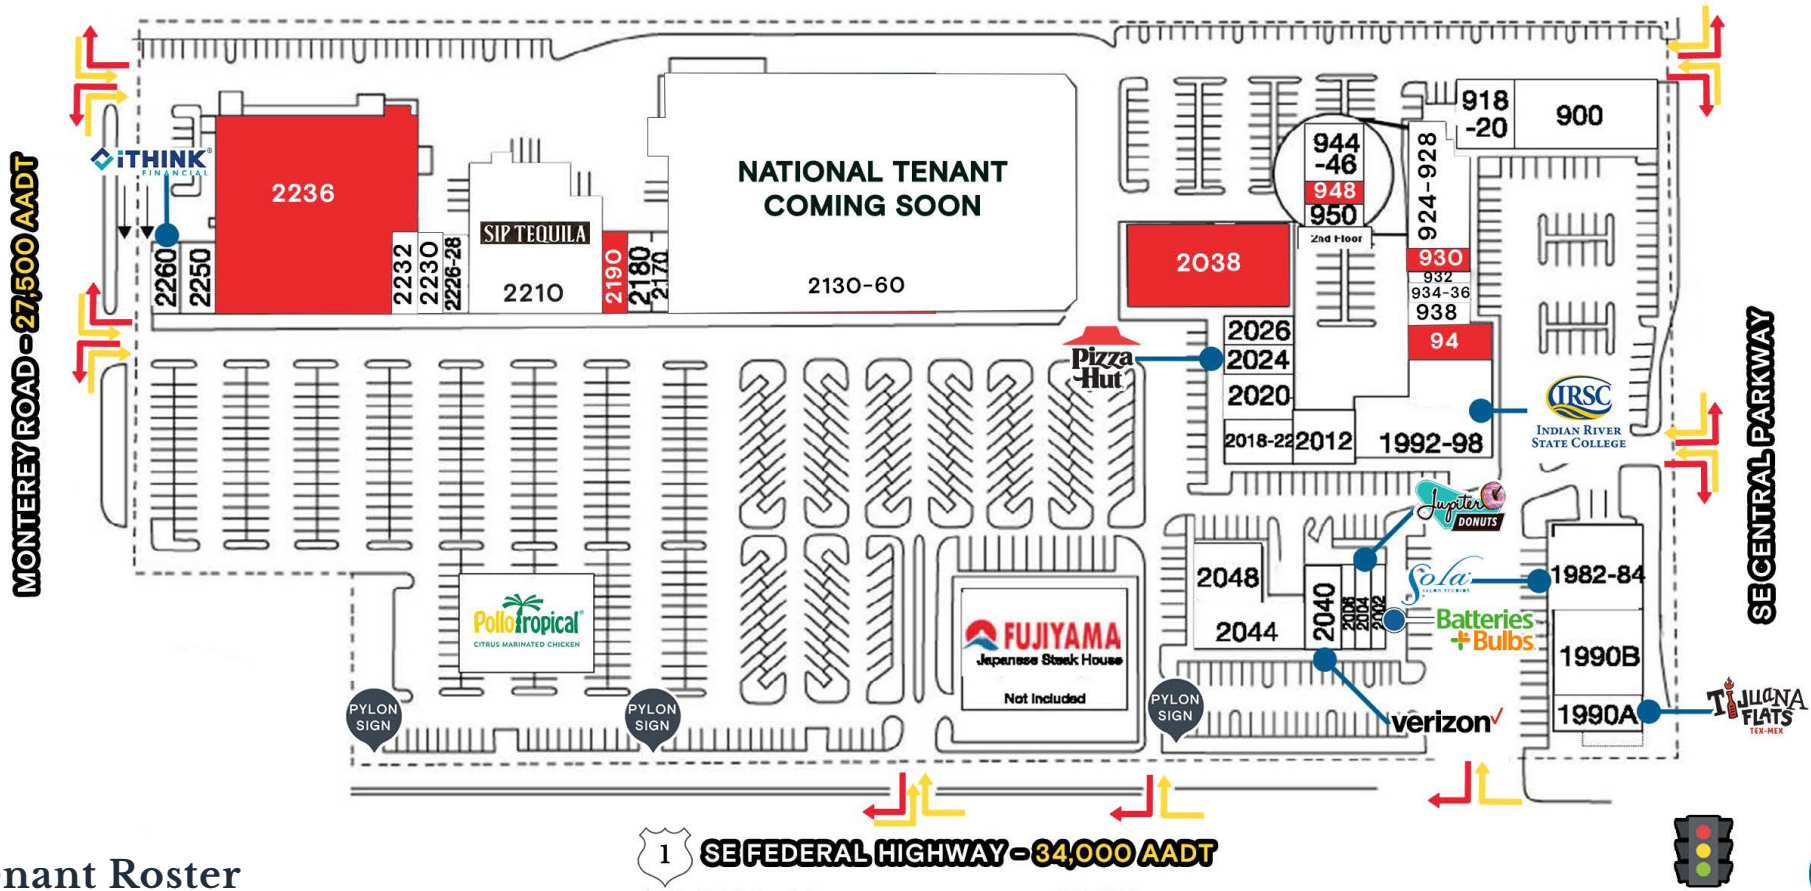 MONTEREY ROAD - 27,500 AADT
iTHINK
FINANCIAL
2260
2250
2236
2232
2230
2226-28
SIP TEQUILA
2210
2190
2180
2170
NATIONAL TENANT
COMING SOON
2130-60
918
-20
900
944
-46
948
950
2nd Floor
924-928
930
932
934-36
938
94
2038
2026
2024
2020
2018-22
2012
1992-98
Pizza
Hut
IRSC
INDIAN RIVER
STATE COLLEGE
SE CENTRAL PARKWAY
Jupiter
DONUTS
Sola
SALON STUDIOS
Batteries
+Bulbs
2048
2044
2040
2006
2004
2002
1982-84
1990B
1990A
TIJUANA
FLATS
TEX-MEX
verizon
Pollo Tropical
CITRUS MARINATED CHICKEN
FUJIYAMA
Japanese Steak House
Not Included
PYLON
SIGN
PYLON
SIGN
PYLON
SIGN
1
SE FEDERAL HIGHWAY - 34,000 AADT
nant Roster